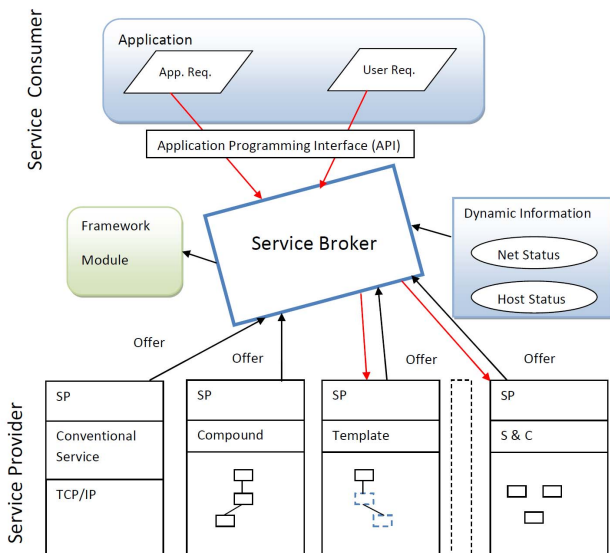 Service Consumer
Application
App. Req.
User Req.
Application Programming Interface (API)
Framework
Module
Service Broker
Dynamic Information
Net Status
Host Status
Offer
Offer
Offer
Offer
Service Provider
SP
Conventional
Service
TCP/IP
SP
Compound
SP
Template
SP
S & C